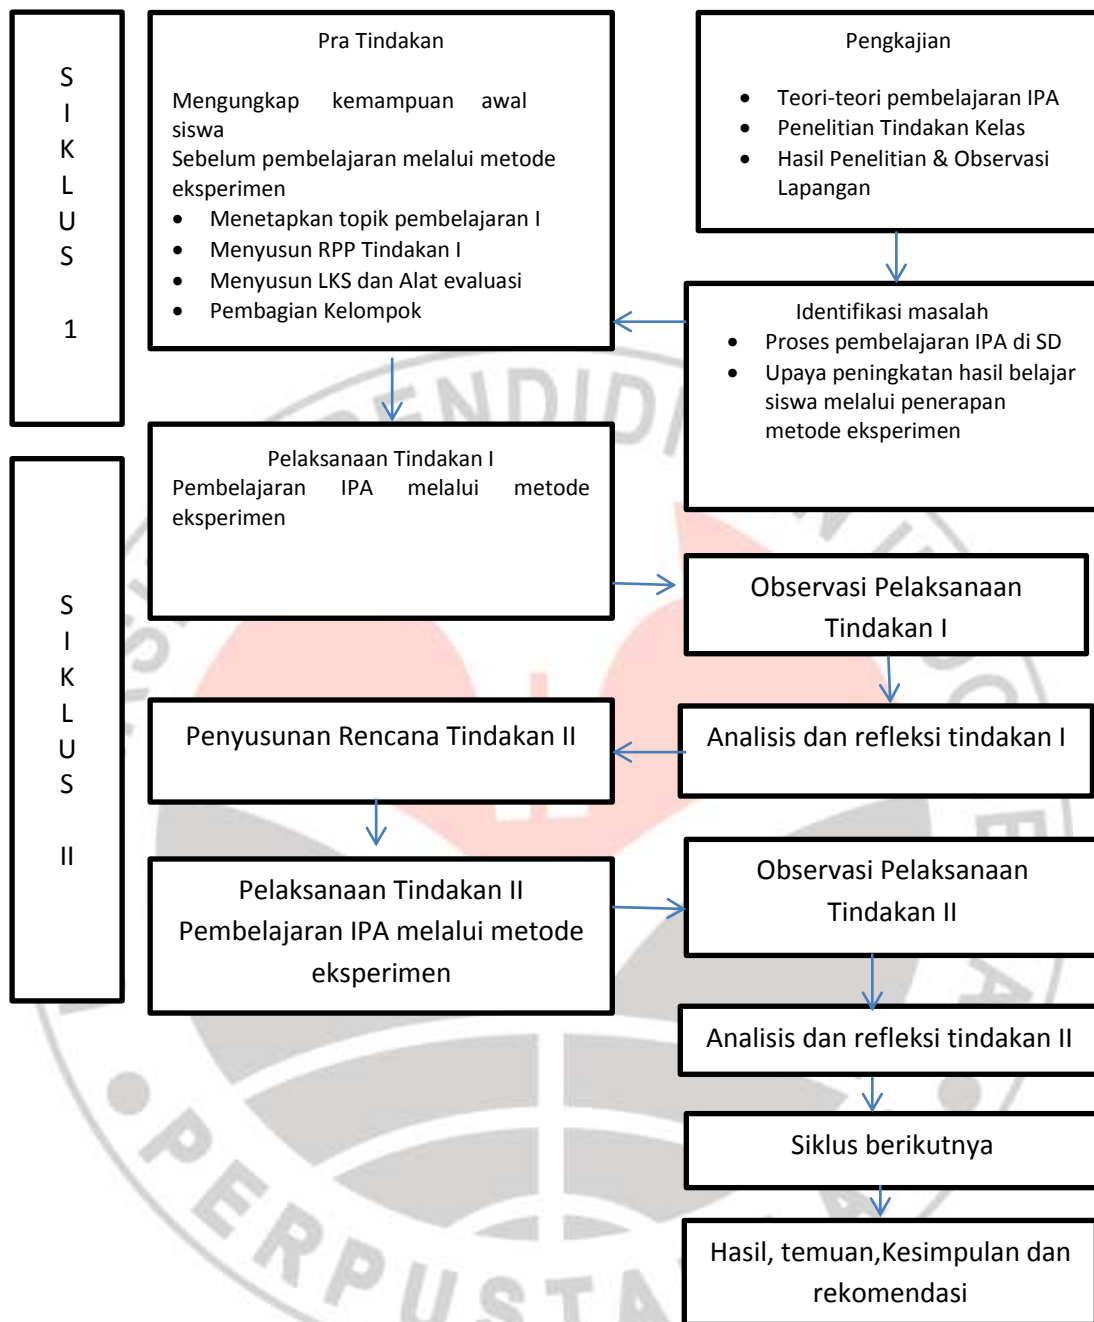 S
I
K
L
U
S
1
Pra Tindakan
Mengungkap kemampuan awal
siswa
Sebelum pembelajaran melalui metode
eksperimen
• Menetapkan topik pembelajaran I
• Menyusun RPP Tindakan I
• Menyusun LKS dan Alat evaluasi
• Pembagian Kelompok
Pengkajian
• Teori-teori pembelajaran IPA
• Penelitian Tindakan Kelas
• Hasil Penelitian & Observasi
Lapangan
Identifikasi masalah
• Proses pembelajaran IPA di SD
• Upaya peningkatan hasil belajar
siswa melalui penerapan
metode eksperimen
Pelaksanaan Tindakan I
Pembelajaran IPA melalui metode
eksperimen
Observasi Pelaksanaan
Tindakan I
S
I
K
L
U
S
II
Penyusunan Rencana Tindakan II
Analisis dan refleksi tindakan I
Pelaksanaan Tindakan II
Pembelajaran IPA melalui metode
eksperimen
Observasi Pelaksanaan
Tindakan II
Analisis dan refleksi tindakan II
Siklus berikutnya
Hasil, temuan,Kesimpulan dan
rekomendasi